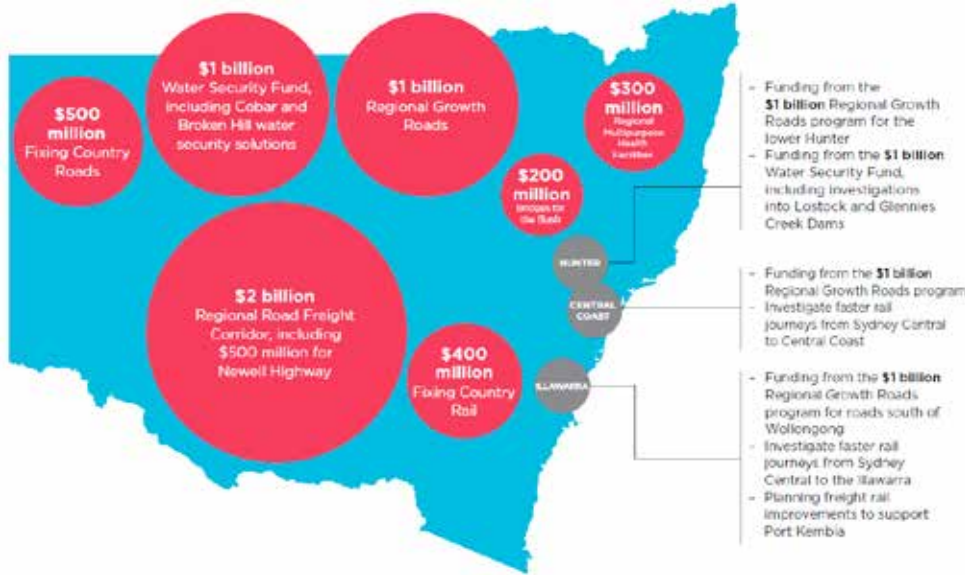 $500
million
Fixing Country
Roads
$1 billion
Water Security Fund,
including Cobar and
Broken Hill water
security solutions
$1 billion
Regional Growth
Roads
$300
million
Regional
Multipurpose
Health
Facilities
$200
million
Bridges for
the Bush
$2 billion
Regional Road Freight
Corridor, including
$500 million for
Newell Highway
$400
million
Fixing Country
Rail
HUNTER
CENTRAL
COAST
ILLAWARRA
- Funding from the
$1 billion Regional Growth
Roads program for the
lower Hunter
- Funding from the $1 billion
Water Security Fund,
including investigations
into Lostock and Glennies
Creek Dams
- Funding from the $1 billion
Regional Growth Roads program
- Investigate faster rail
journeys from Sydney Central
to Central Coast
- Funding from the $1 billion
Regional Growth Roads
program for roads south of
Wollongong
- Investigate faster rail
journeys from Sydney
Central to the Illawarra
- Planning freight rail
improvements to support
Port Kembla